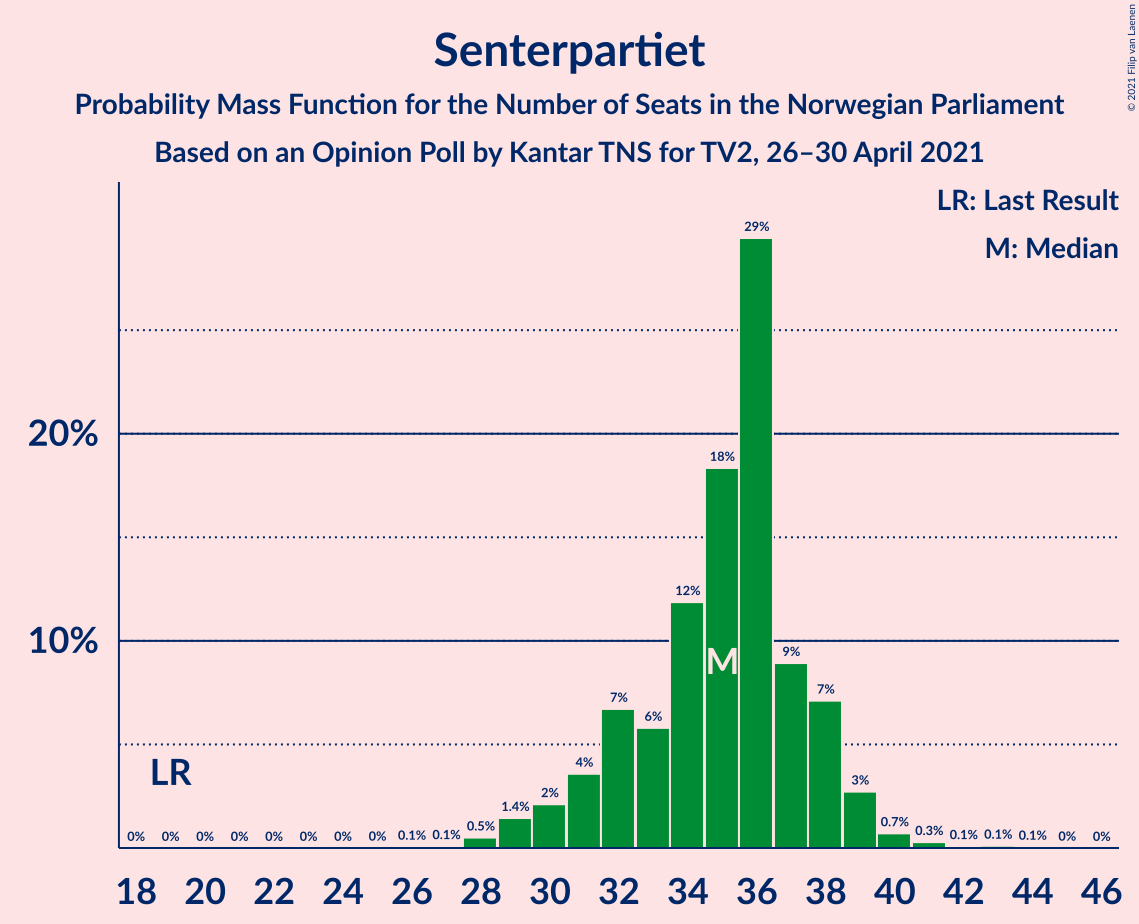 © 2021 Filip van Laenen
Senterpartiet
Probability Mass Function for the Number of Seats in the Norwegian Parliament
Based on an Opinion Poll by Kantar TNS for TV2, 26–30 April 2021
LR: Last Result
M: Median
20%
10%
LR
M
0% 0% 0% 0% 0% 0% 0% 0% 0.1% 0.1% 0.5% 1.4% 2% 4% 7% 6% 12% 18% 29% 9% 7% 3% 0.7% 0.3% 0.1% 0.1% 0.1% 0% 0%
18 20 22 24 26 28 30 32 34 36 38 40 42 44 46